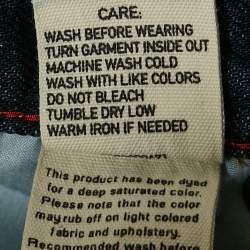 CARE:
WASH BEFORE WEARING
TURN GARMENT INSIDE OUT
MACHINE WASH COLD
WASH WITH LIKE COLORS
DO NOT BLEACH
TUMBLE DRY LOW
WARM IRON IF NEEDED
This product has been dyed
for a deep saturated color.
Please note that the color
may rub off on light colored
fabric and upholstery.
Recommended wash before